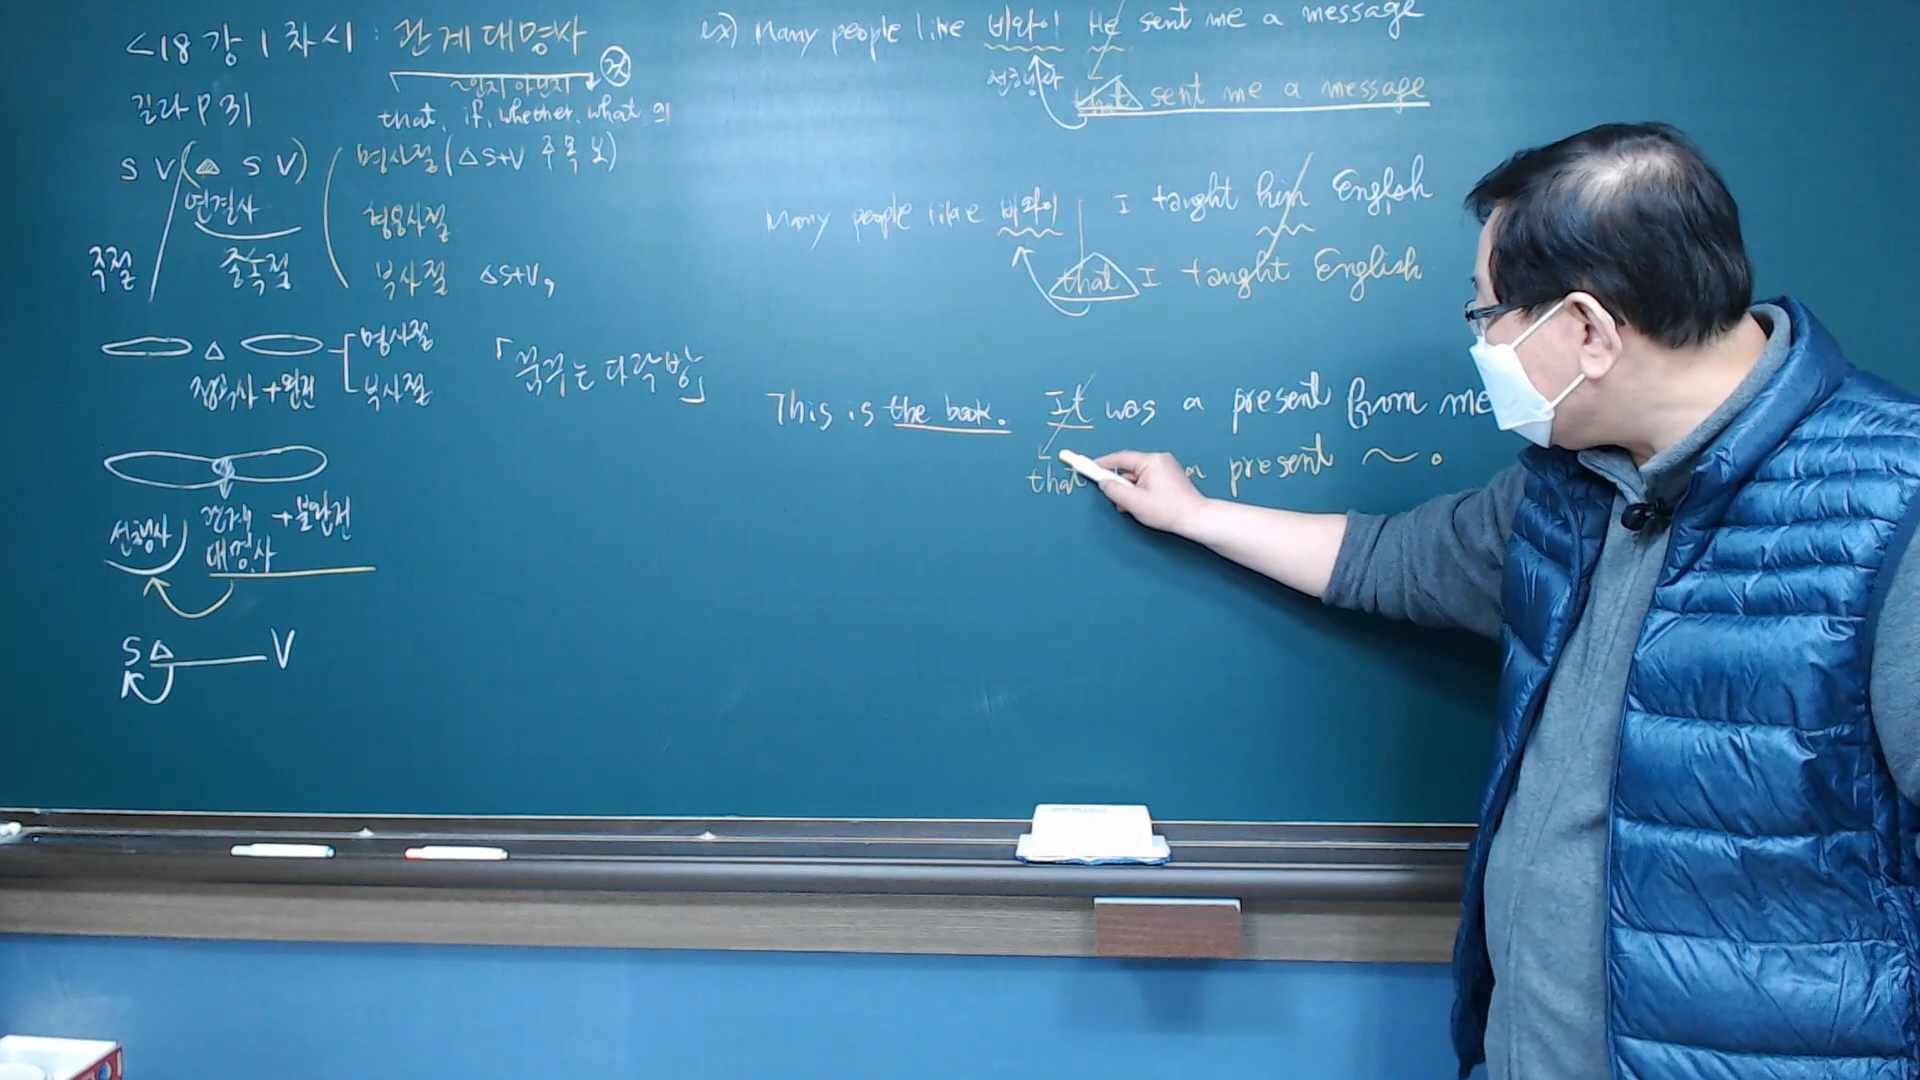 <18강 1차시 : 관계대명사
~인지 아닌지
길라 P 31
that, if, whether, what 의
S V (△ S V)
연결사
주절
종속절
명사절 (△ S+V 주 목 보)
형용사절
부사절 △S+V,
△
접속사 + 완전
명사절
부사절
「꿈꾸는 다락방」
선행사
관계
대명사
+ 불완전
S △ V
ex) Many people like 비와이 He sent me a message
that sent me a message
Many people like 비와이 I taught him English
that I taught English
This is the book. It was a present from me
that a present ~.